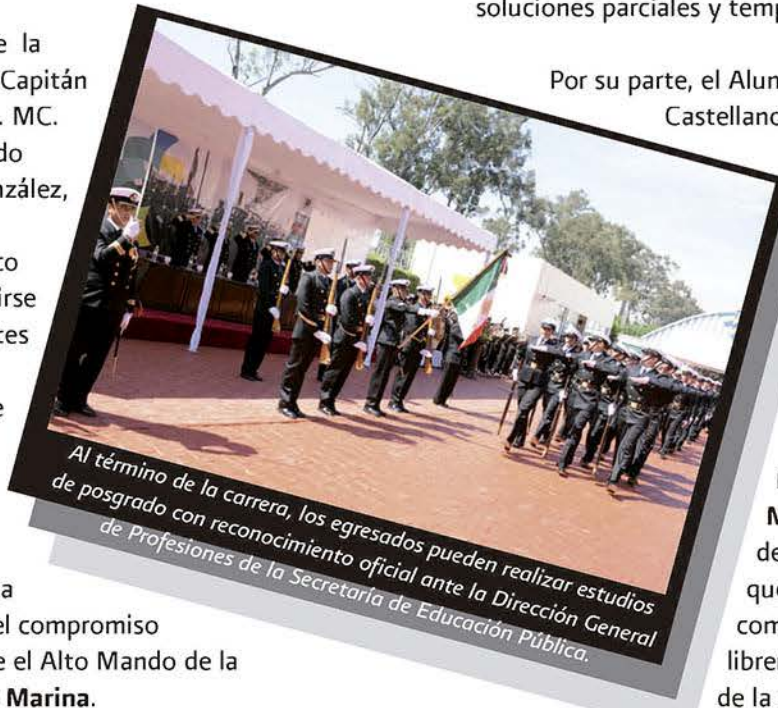 e la
Capitán
. MC.
do
nzález,
to
irse
ces
e
a
el compromiso
e el Alto Mando de la
Marina.
soluciones parciales y temp
Por su parte, el Alun
Castellano
Al término de la carrera, los egresados pueden realizar estudios
de posgrado con reconocimiento oficial ante la Dirección General
de Profesiones de la Secretaría de Educación Pública.
M
de
que
com
libre
de la